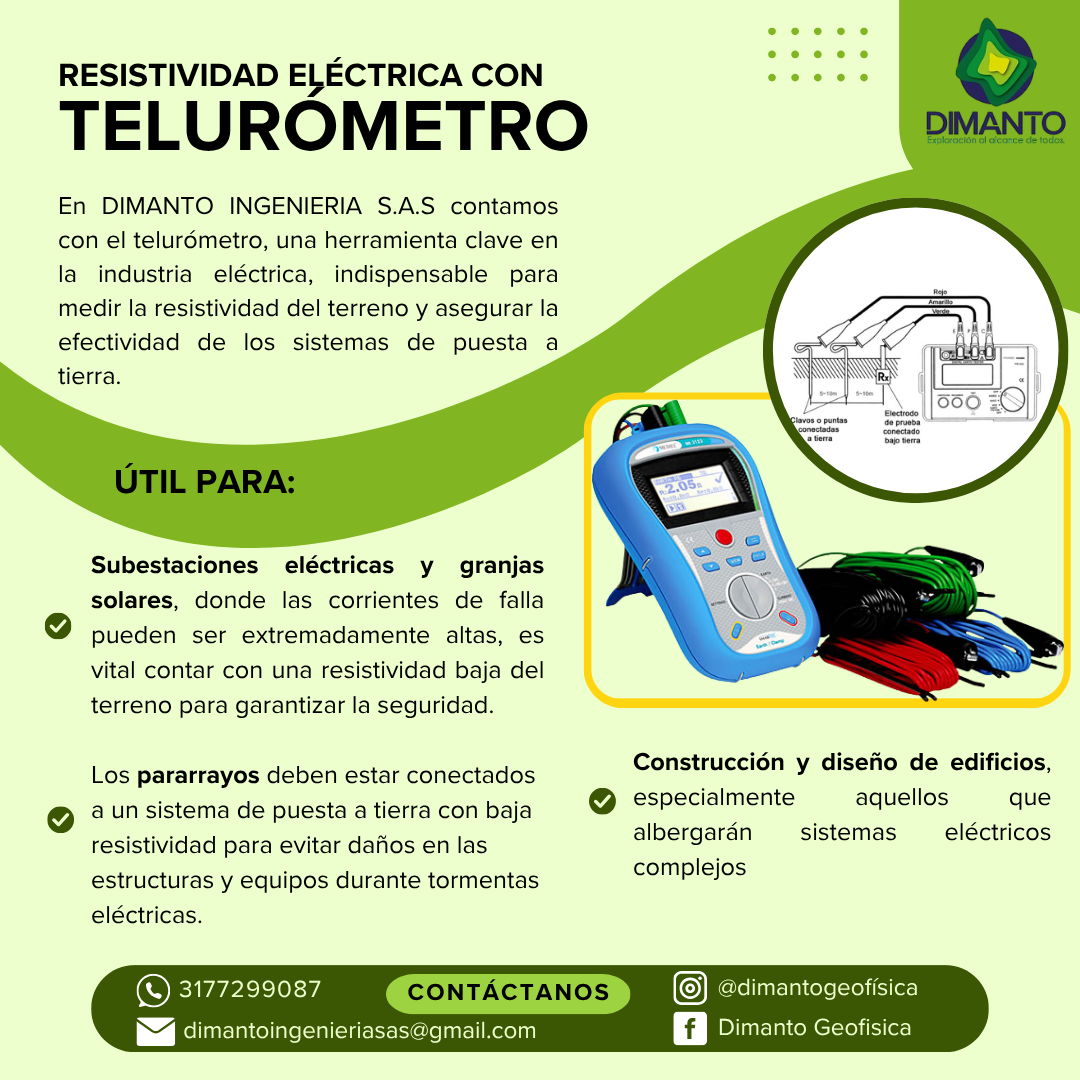 RESISTIVIDAD ELÉCTRICA CON
TELURÓMETRO
DIMANTO
Exploración al alcance de todos.
En DIMANTO INGENIERIA S.A.S contamos
con el telurómetro, una herramienta clave en
la industria eléctrica, indispensable para
medir la resistividad del terreno y asegurar la
efectividad de los sistemas de puesta a
tierra.
Rojo
Amarillo
Verde
E P C
Rx
5~10m 5~10m
Clavos o puntas
conectadas
a tierra
Electrodo
de prueba
conectado
bajo tierra
2.05Ω
ÚTIL PARA:
Subestaciones eléctricas y granjas
solares, donde las corrientes de falla
pueden ser extremadamente altas, es
vital contar con una resistividad baja del
terreno para garantizar la seguridad.
Los pararrayos deben estar conectados
a un sistema de puesta a tierra con baja
resistividad para evitar daños en las
estructuras y equipos durante tormentas
eléctricas.
Construcción y diseño de edificios,
especialmente aquellos que
albergarán sistemas eléctricos
complejos
3177299087
dimantoingenieriasas@gmail.com
CONTÁCTANOS
@dimantogeofísica
Dimanto Geofisica